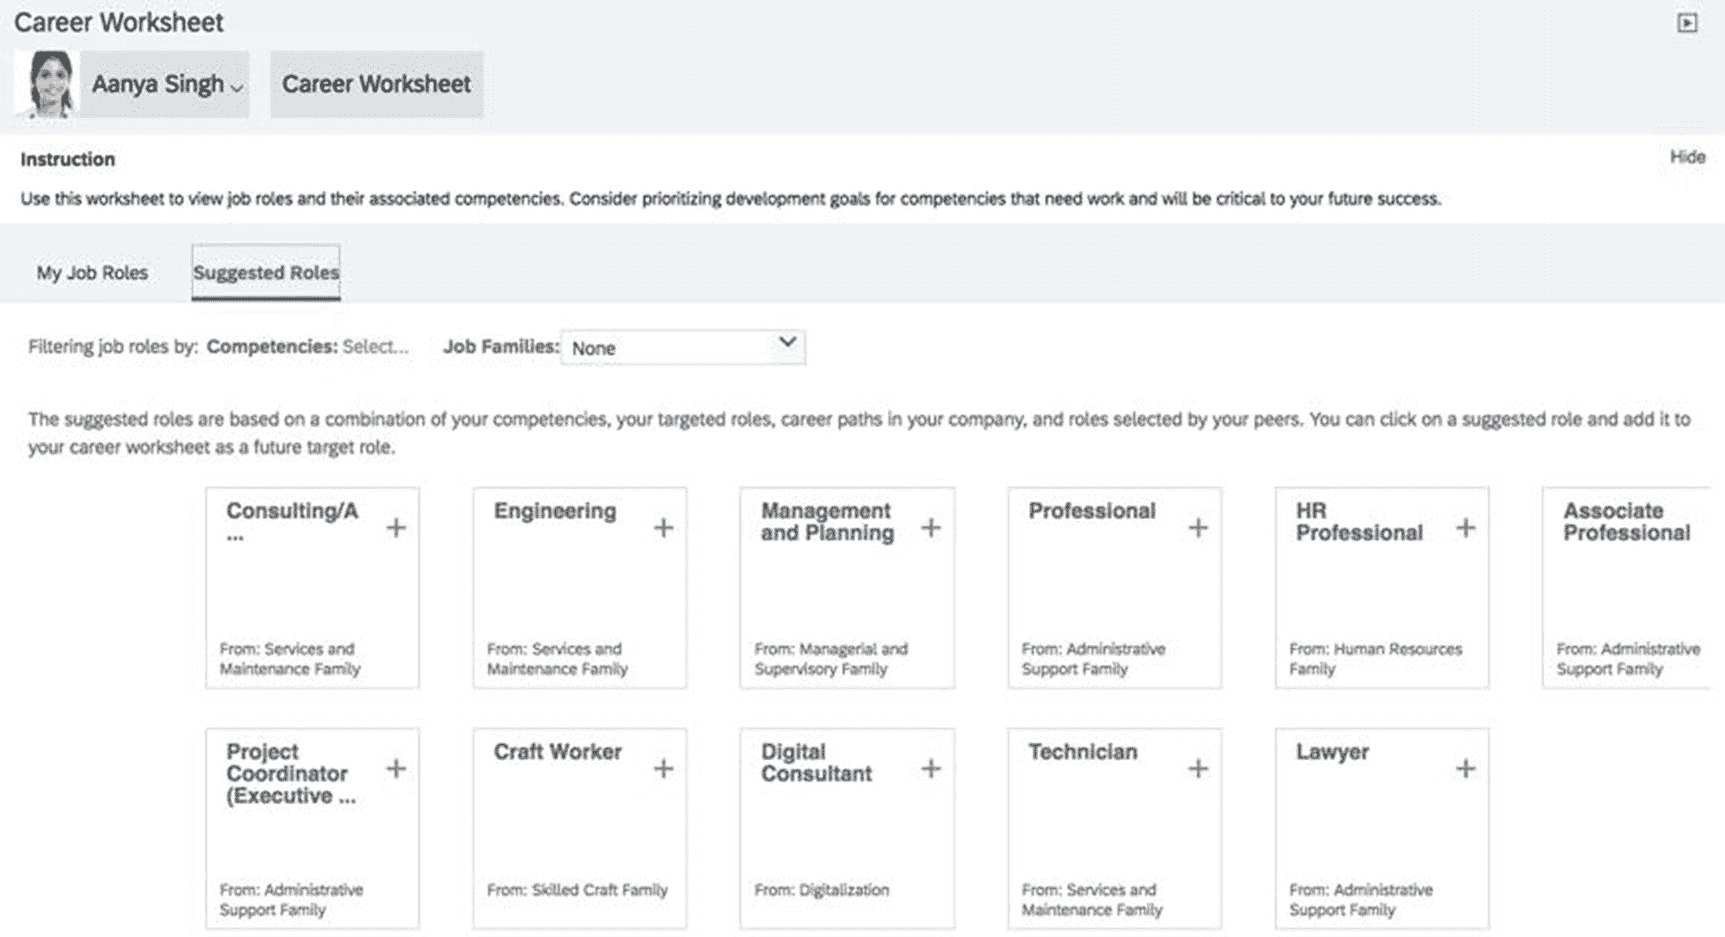 Career Worksheet
Aanya Singh
Career Worksheet
Instruction
Hide
Use this worksheet to view job roles and their associated competencies. Consider prioritizing development goals for competencies that need work and will be critical to your future success.
My Job Roles
Suggested Roles
Filtering job roles by: Competencies: Select... Job Families: None
The suggested roles are based on a combination of your competencies, your targeted roles, career paths in your company, and roles selected by your peers. You can click on a suggested role and add it to
your career worksheet as a future target role.
Consulting/A
...
From: Services and
Maintenance Family
Engineering
From: Services and
Maintenance Family
Management
and Planning
From: Managerial and
Supervisory Family
Professional
From: Administrative
Support Family
HR
Professional
From: Human Resources
Family
Associate
Professional
From: Administrative
Support Family
Project
Coordinator
(Executive ...
From: Administrative
Support Family
Craft Worker
From: Skilled Craft Family
Digital
Consultant
From: Digitalization
Technician
From: Services and
Maintenance Family
Lawyer
From: Administrative
Support Family